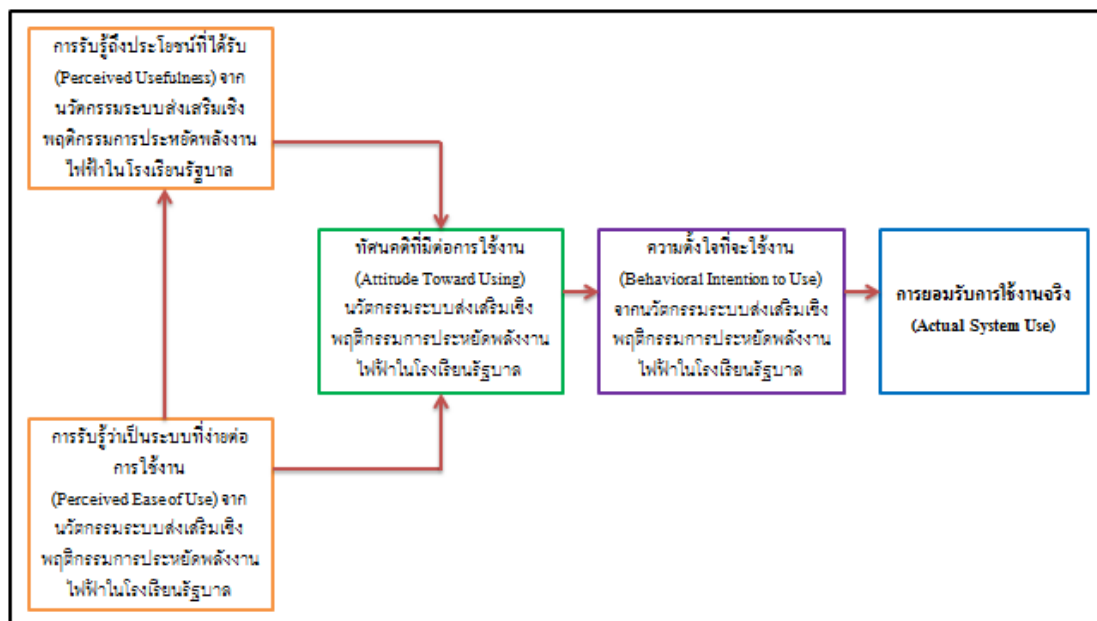 การรับรู้ถึงประโยชน์ที่ได้รับ
(Perceived Usefulness) จาก
นวัตกรรมระบบส่งเสริมเชิง
พฤติกรรมการประหยัดพลังงาน
ไฟฟ้าในโรงเรียนรัฐบาล
ทัศนคติที่มีต่อการใช้งาน
(Attitude Toward Using)
นวัตกรรมระบบส่งเสริมเชิง
พฤติกรรมการประหยัดพลังงาน
ไฟฟ้าในโรงเรียนรัฐบาล
ความตั้งใจที่จะใช้งาน
(Behavioral Intention to Use)
จากนวัตกรรมระบบส่งเสริมเชิง
พฤติกรรมการประหยัดพลังงาน
ไฟฟ้าในโรงเรียนรัฐบาล
การยอมรับการใช้งานจริง
(Actual System Use)
การรับรู้ว่าเป็นระบบที่ง่ายต่อ
การใช้งาน
(Perceived Ease of Use) จาก
นวัตกรรมระบบส่งเสริมเชิง
พฤติกรรมการประหยัดพลังงาน
ไฟฟ้าในโรงเรียนรัฐบาล